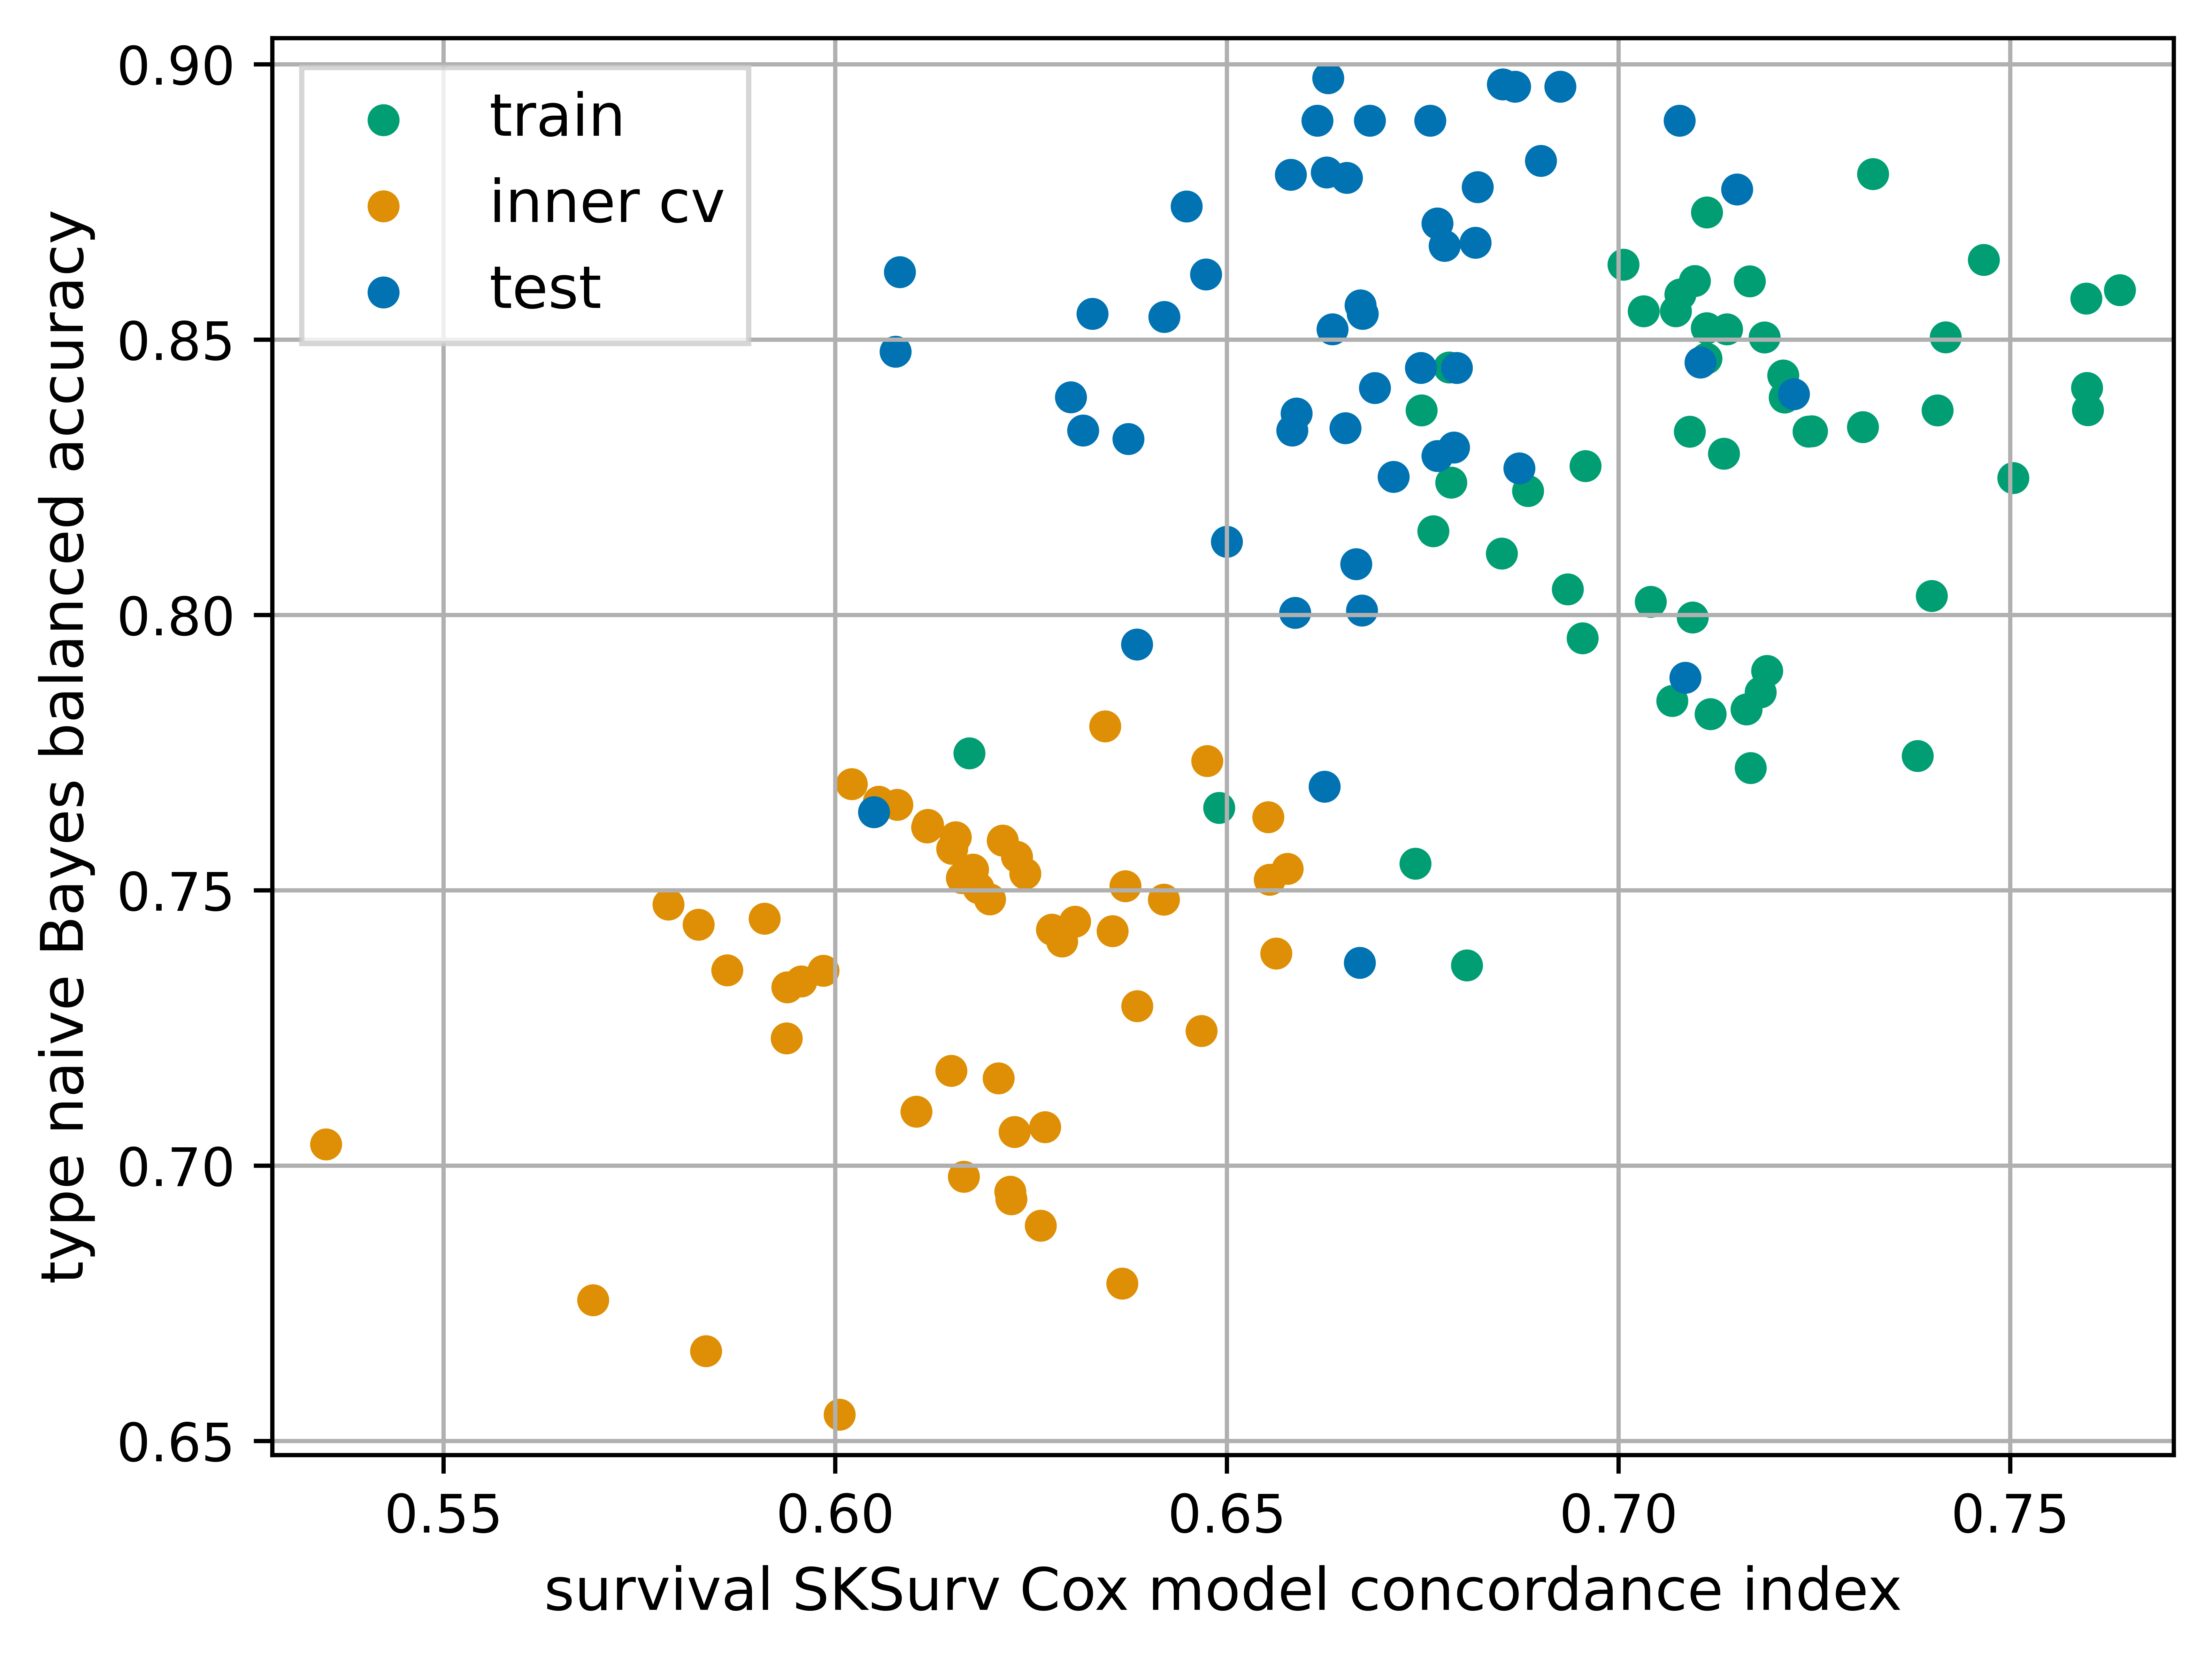 train
inner cv
test
type naive Bayes balanced accuracy
0.90
0.85
0.80
0.75
0.70
0.65
0.55
0.60
0.65
0.70
0.75
survival SKSurv Cox model concordance index